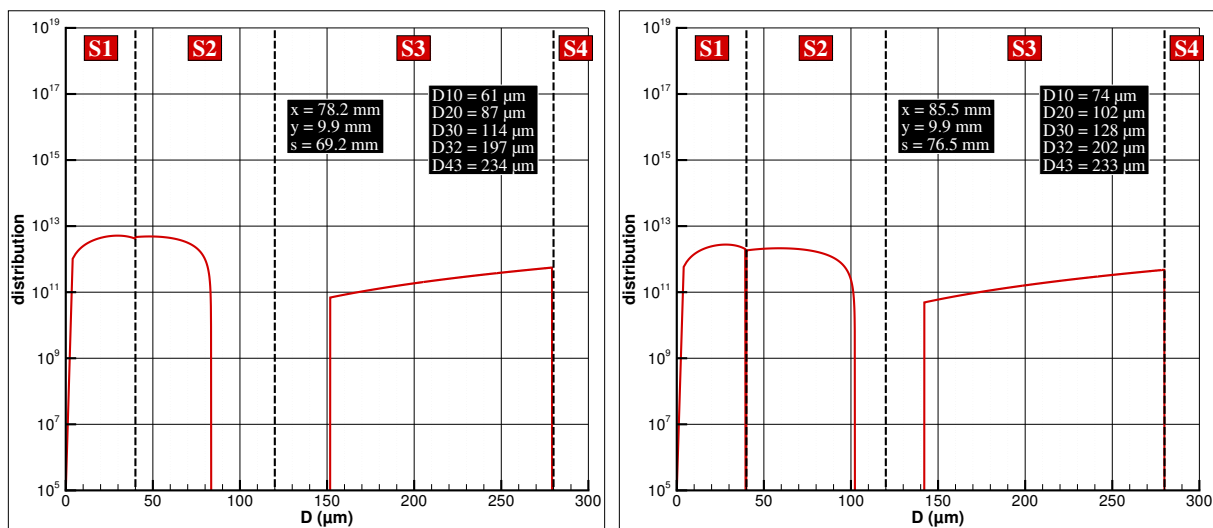 10^19
10^17
10^15
10^13
10^11
10^9
10^7
10^5
distribution
S1
S2
S3
S4
x = 78.2 mm
y = 9.9 mm
s = 69.2 mm
D10 = 61 µm
D20 = 87 µm
D30 = 114 µm
D32 = 197 µm
D43 = 234 µm
0
50
100
150
200
250
300
D (µm)
10^19
10^17
10^15
10^13
10^11
10^9
10^7
10^5
distribution
S1
S2
S3
S4
x = 85.5 mm
y = 9.9 mm
s = 76.5 mm
D10 = 74 µm
D20 = 102 µm
D30 = 128 µm
D32 = 202 µm
D43 = 233 µm
0
50
100
150
200
250
300
D (µm)